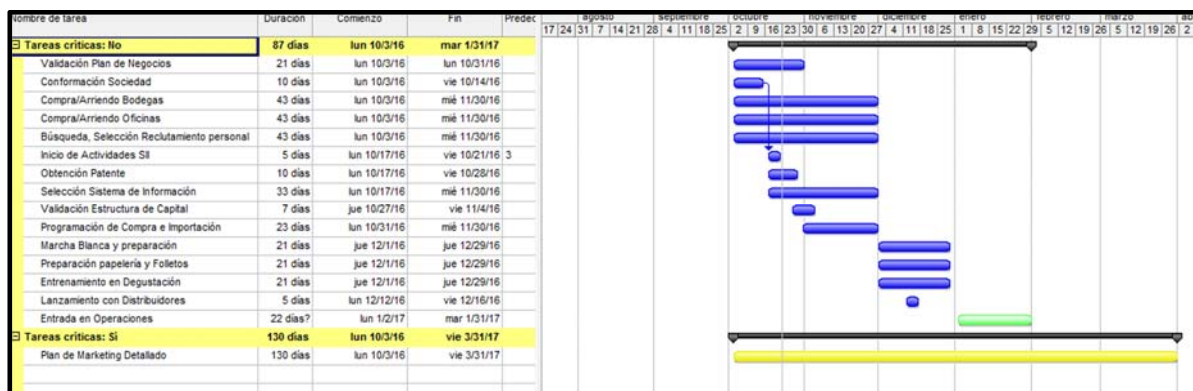 Nombre de tarea Duración Comienzo Fin Predec agosto septiembre octubre noviembre diciembre enero febrero marzo ab
17 24 31 7 14 21 28 4 11 18 25 2 9 16 23 30 6 13 20 27 4 11 18 25 1 8 15 22 29 5 12 19 26 5 12 19 26 2
Tareas críticas: No 87 días lun 10/3/16 mar 1/31/17
Validación Plan de Negocios 21 días lun 10/3/16 lun 10/31/16
Conformación Sociedad 10 días lun 10/3/16 vie 10/14/16
Compra/Arriendo Bodegas 43 días lun 10/3/16 mié 11/30/16
Compra/Arriendo Oficinas 43 días lun 10/3/16 mié 11/30/16
Búsqueda, Selección Reclutamiento personal 43 días lun 10/3/16 mié 11/30/16
Inicio de Actividades SII 5 días lun 10/17/16 vie 10/21/16 3
Obtención Patente 10 días lun 10/17/16 vie 10/28/16
Selección Sistema de Información 33 días lun 10/17/16 mié 11/30/16
Validación Estructura de Capital 7 días jue 10/27/16 vie 11/4/16
Programación de Compra e Importación 23 días lun 10/31/16 mié 11/30/16
Marcha Blanca y preparación 21 días jue 12/1/16 jue 12/29/16
Preparación papelería y Folletos 21 días jue 12/1/16 jue 12/29/16
Entrenamiento en Degustación 21 días jue 12/1/16 jue 12/29/16
Lanzamiento con Distribuidores 5 días lun 12/12/16 vie 12/16/16
Entrada en Operaciones 22 días? lun 1/2/17 mar 1/31/17
Tareas críticas: Sí 130 días lun 10/3/16 vie 3/31/17
Plan de Marketing Detallado 130 días lun 10/3/16 vie 3/31/17